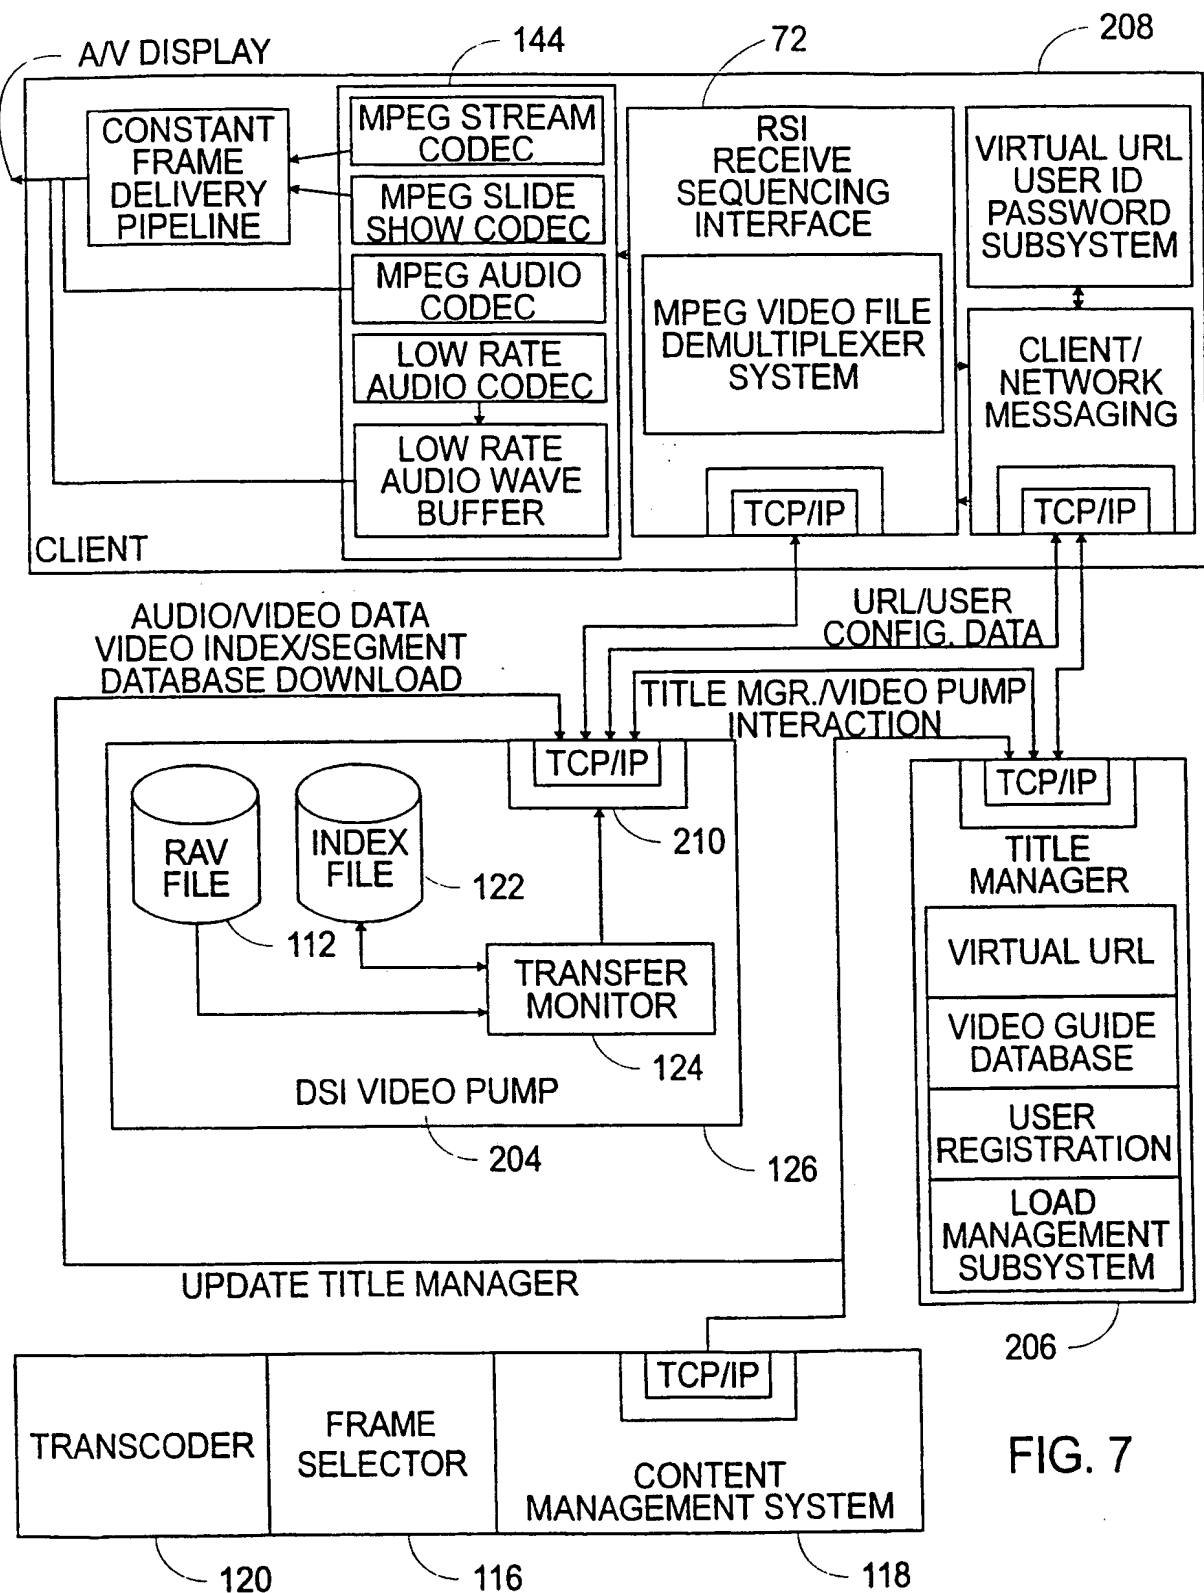 A/V DISPLAY
144
72
208
CONSTANT
FRAME
DELIVERY
PIPELINE
MPEG STREAM
CODEC
MPEG SLIDE
SHOW CODEC
MPEG AUDIO
CODEC
LOW RATE
AUDIO CODEC
LOW RATE
AUDIO WAVE
BUFFER
RSI
RECEIVE
SEQUENCING
INTERFACE
MPEG VIDEO FILE
DEMULTIPLEXER
SYSTEM
TCP/IP
VIRTUAL URL
USER ID
PASSWORD
SUBSYSTEM
CLIENT/
NETWORK
MESSAGING
TCP/IP
CLIENT
AUDIO/VIDEO DATA
VIDEO INDEX/SEGMENT
DATABASE DOWNLOAD
URL/USER
CONFIG. DATA
TITLE MGR./VIDEO PUMP
INTERACTION
TCP/IP
210
RAV
FILE
112
INDEX
FILE
122
TRANSFER
MONITOR
124
DSI VIDEO PUMP
204
126
TCP/IP
TITLE
MANAGER
VIRTUAL URL
VIDEO GUIDE
DATABASE
USER
REGISTRATION
LOAD
MANAGEMENT
SUBSYSTEM
206
UPDATE TITLE MANAGER
TRANSCODER
120
FRAME
SELECTOR
116
TCP/IP
CONTENT
MANAGEMENT SYSTEM
118
FIG. 7